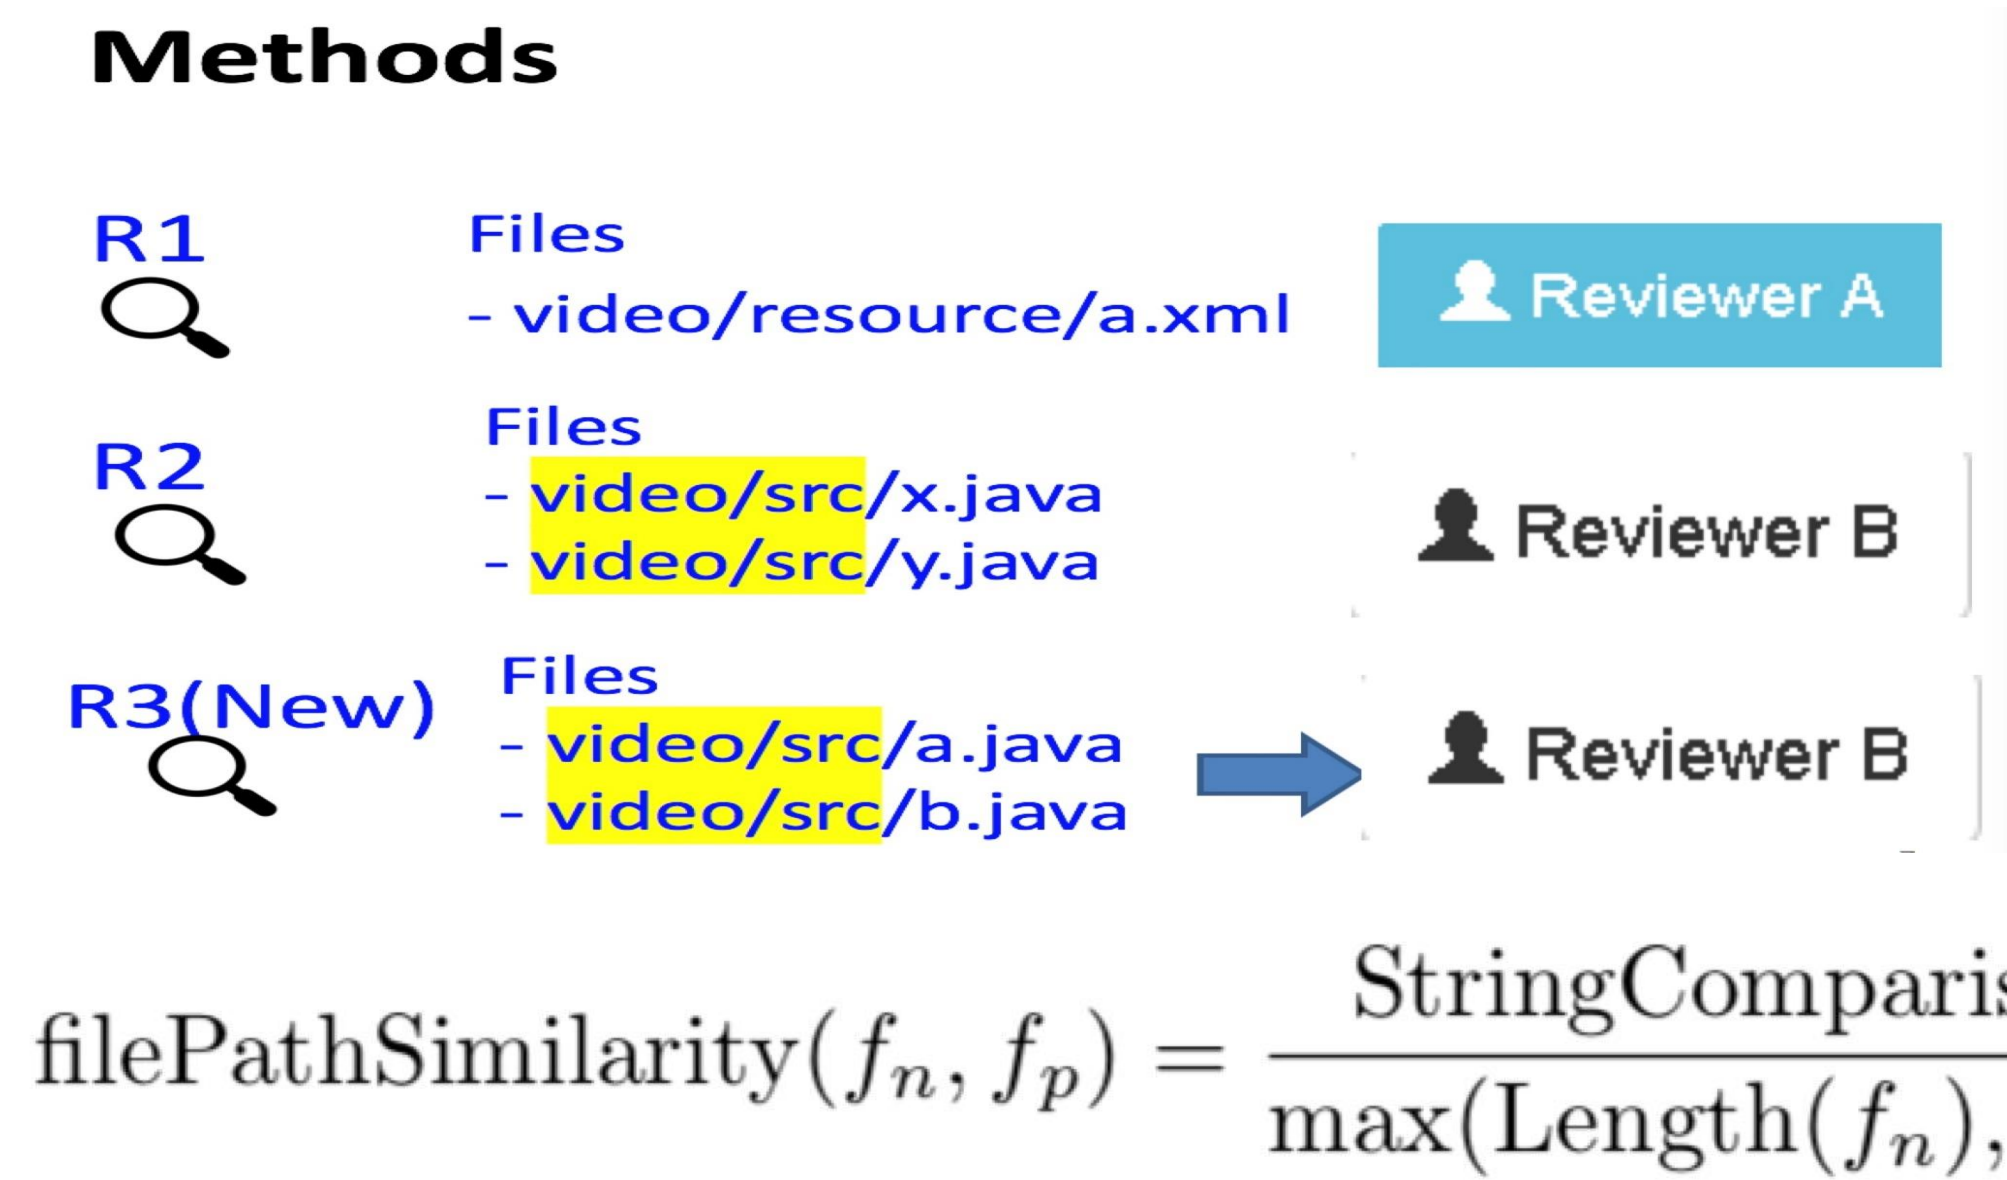 Methods
R1
Files
- video/resource/a.xml
Reviewer A
R2
Files
- video/src/x.java
- video/src/y.java
Reviewer B
R3(New)
Files
- video/src/a.java
- video/src/b.java
Reviewer B
filePathSimilarity(fₙ, fₚ) = StringComparis
max(Length(fₙ),